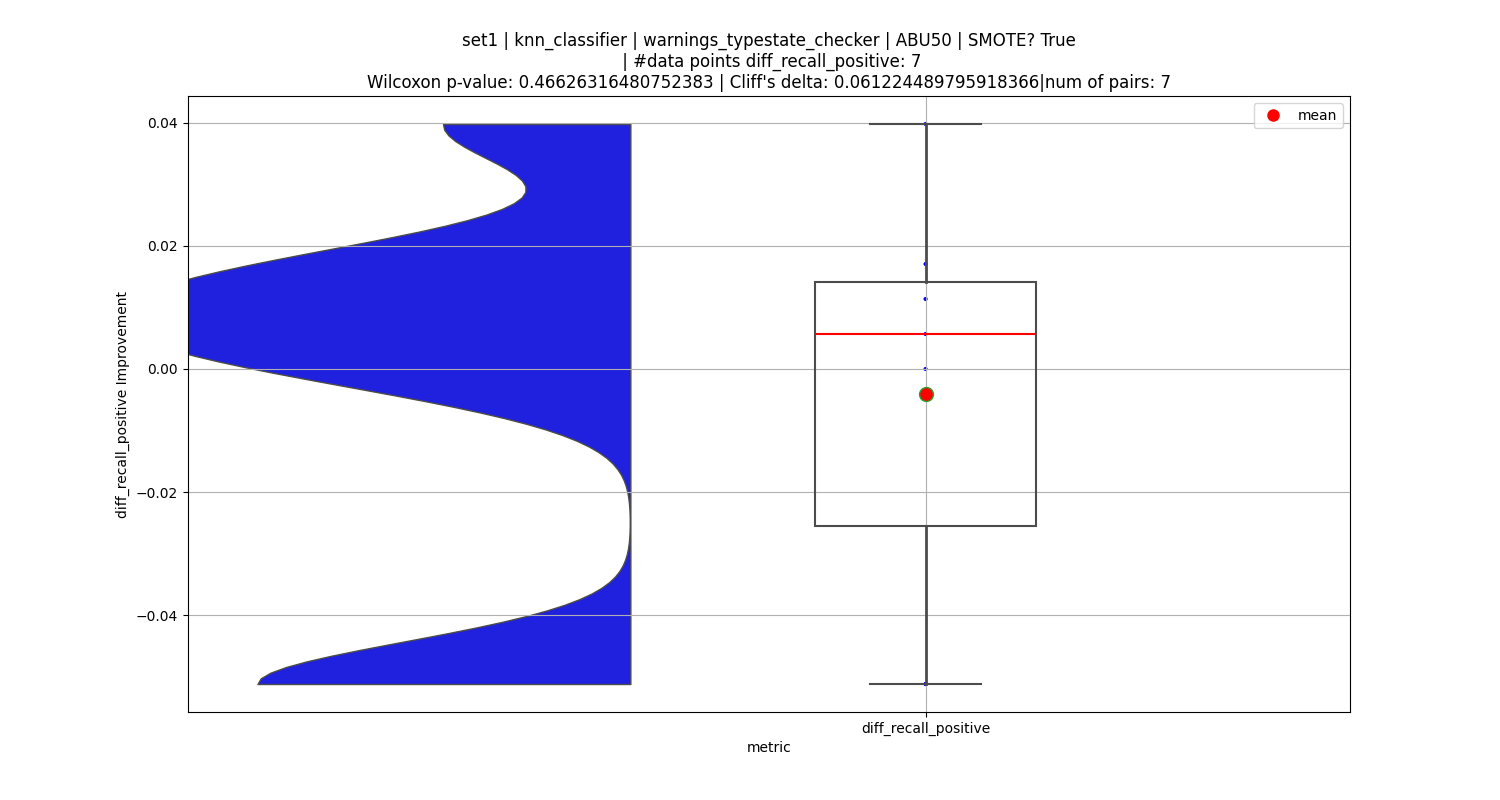 set1 | knn_classifier | warnings_typestate_checker | ABU50 | SMOTE? True
| #data points diff_recall_positive: 7
Wilcoxon p-value: 0.46626316480752383 | Cliff's delta: 0.061224489795918366|num of pairs: 7
mean
0.04
0.02
0.00
−0.02
−0.04
diff_recall_positive Improvement
diff_recall_positive
metric